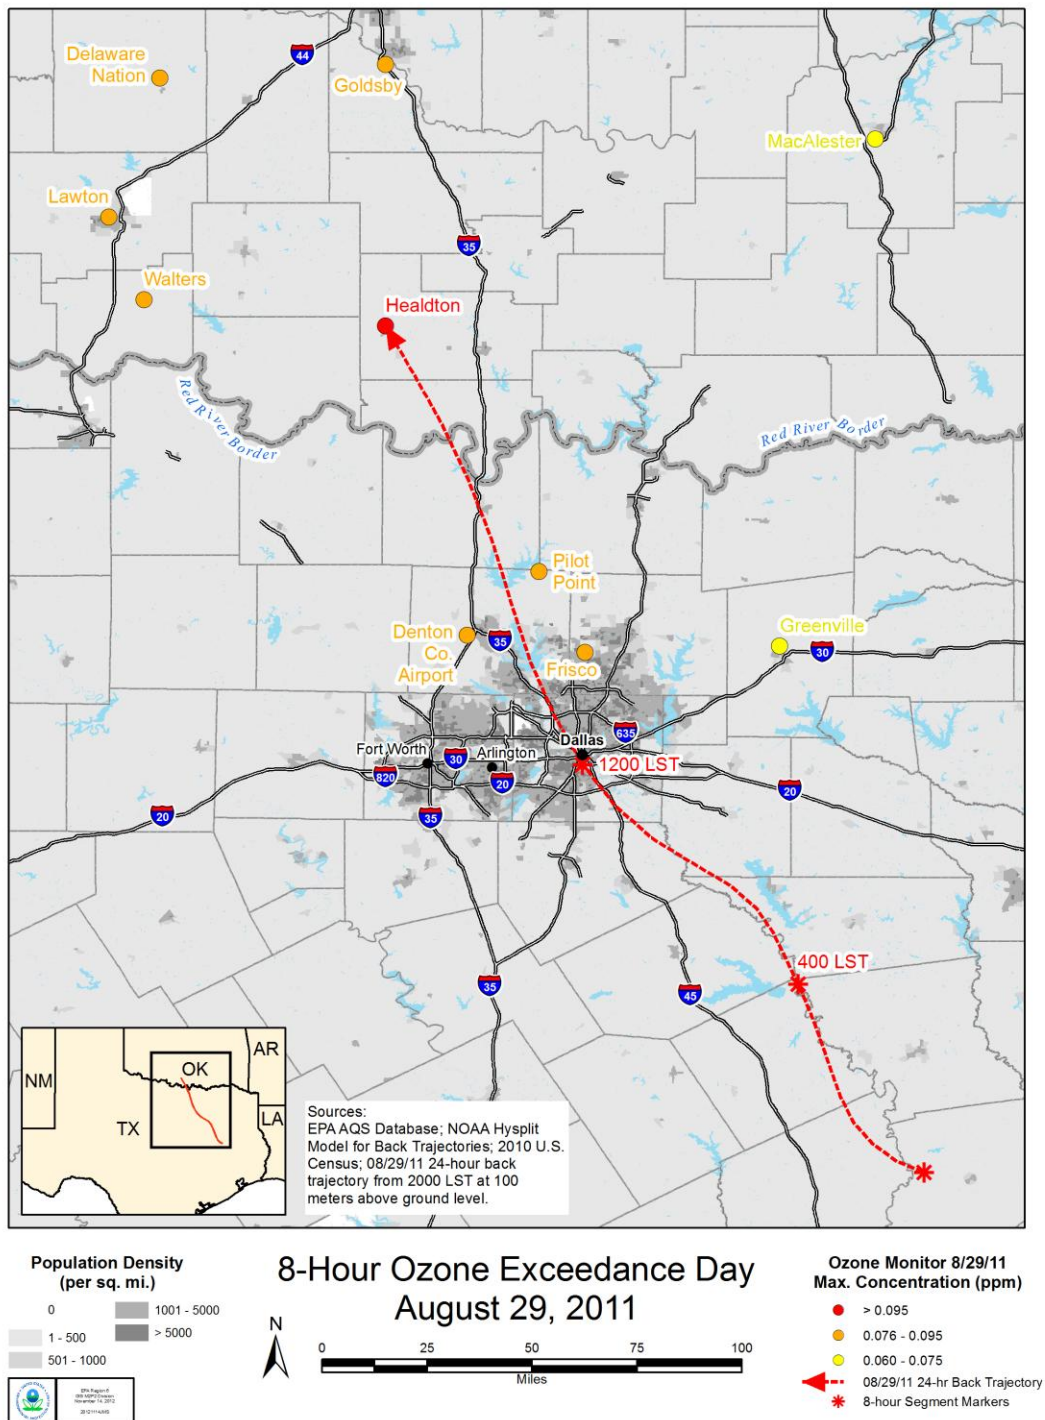 Delaware
Nation
44
Goldsby
MacAlester
Lawton
35
Walters
Healdton
Red River Border
Red River Border
Pilot
Point
Denton
Co.
Airport
35
Frisco
Greenville
30
635
Dallas
Fort Worth
30
Arlington
1200 LST
820
20
20
20
35
400 LST
35
45
NM
OK
AR
TX
LA
Sources:
EPA AQS Database; NOAA Hysplit
Model for Back Trajectories; 2010 U.S.
Census; 08/29/11 24-hour back
trajectory from 2000 LST at 100
meters above ground level.
Population Density
(per sq. mi.)
0
1 - 500
501 - 1000
1001 - 5000
> 5000
8-Hour Ozone Exceedance Day
August 29, 2011
N
0 25 50 75 100
Miles
Ozone Monitor 8/29/11
Max. Concentration (ppm)
> 0.095
0.076 - 0.095
0.060 - 0.075
08/29/11 24-hr Back Trajectory
8-hour Segment Markers
EPA Region 6
November 14, 2012